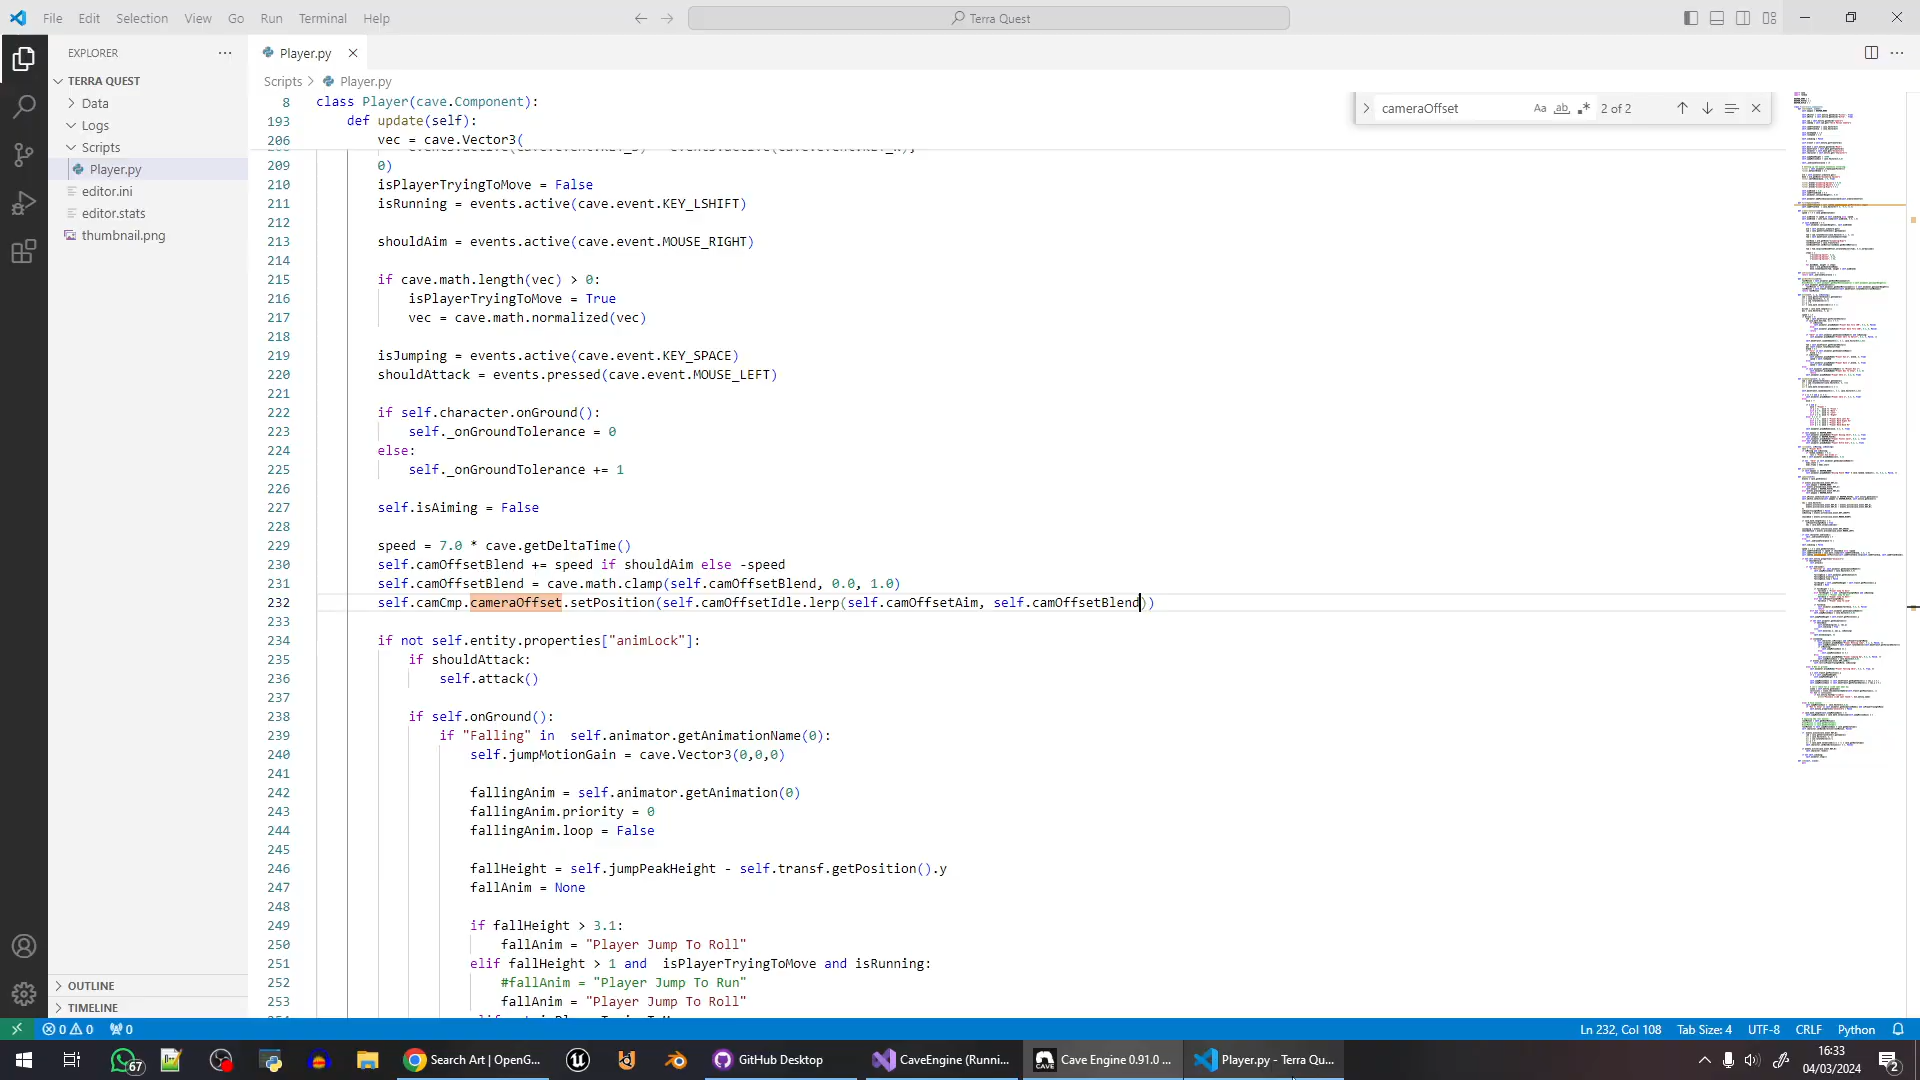 File Edit Selection View Go Run Terminal Help
Terra Quest
EXPLORER
TERRA QUEST
Data
Logs
Scripts
Player.py
editor.ini
editor.stats
thumbnail.png
OUTLINE
TIMELINE
Player.py
Scripts > Player.py
cameraOffset
Aa ab 2 of 2
8 class Player(cave.Component):
193 def update(self):
206 vec = cave.Vector3(
209 0)
210 isPlayerTryingToMove = False
211 isRunning = events.active(cave.event.KEY_LSHIFT)
212
213 shouldAim = events.active(cave.event.MOUSE_RIGHT)
214
215 if cave.math.length(vec) > 0:
216 isPlayerTryingToMove = True
217 vec = cave.math.normalized(vec)
218
219 isJumping = events.active(cave.event.KEY_SPACE)
220 shouldAttack = events.pressed(cave.event.MOUSE_LEFT)
221
222 if self.character.onGround():
223 self._onGroundTolerance = 0
224 else:
225 self._onGroundTolerance += 1
226
227 self.isAiming = False
228
229 speed = 7.0 * cave.getDeltaTime()
230 self.camOffsetBlend += speed if shouldAim else -speed
231 self.camOffsetBlend = cave.math.clamp(self.camOffsetBlend, 0.0, 1.0)
232 self.camCmp.cameraOffset.setPosition(self.camOffsetIdle.lerp(self.camOffsetAim, self.camOffsetBlend))
233
234 if not self.entity.properties["animLock"]:
235 if shouldAttack:
236 self.attack()
237
238 if self.onGround():
239 if "Falling" in  self.animator.getAnimationName(0):
240 self.jumpMotionGain = cave.Vector3(0,0,0)
241
242 fallingAnim = self.animator.getAnimation(0)
243 fallingAnim.priority = 0
244 fallingAnim.loop = False
245
246 fallHeight = self.jumpPeakHeight - self.transf.getPosition().y
247 fallAnim = None
248
249 if fallHeight > 3.1:
250 fallAnim = "Player Jump To Roll"
251 elif fallHeight > 1 and  isPlayerTryingToMove and isRunning:
252 #fallAnim = "Player Jump To Run"
253 fallAnim = "Player Jump To Roll"
0 0 0
Ln 232, Col 108 Tab Size: 4 UTF-8 CRLF Python
67
Search Art | OpenG...
GitHub Desktop
CaveEngine (Runni...
CAVE
Cave Engine 0.91.0 ...
Player.py - Terra Qu...
16:33
04/03/2024
2